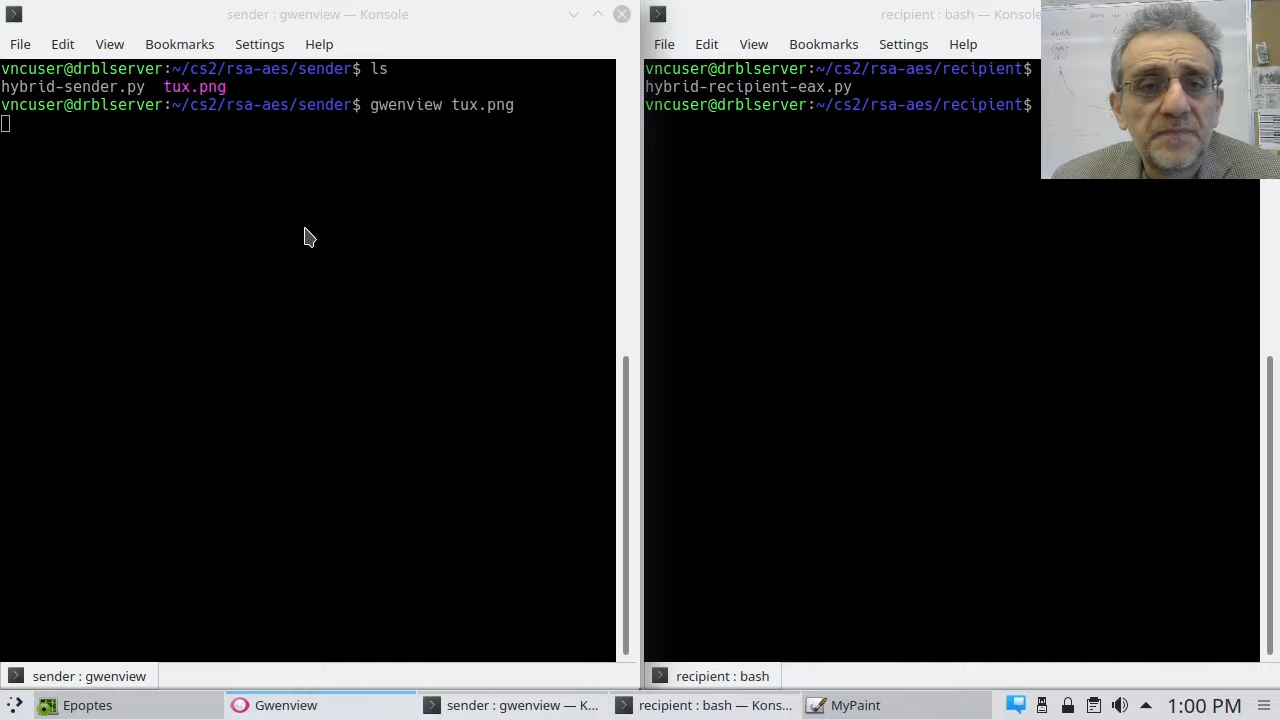 sender : gwenview — Konsole
File Edit View Bookmarks Settings Help
vncuser@drblserver:~/cs2/rsa-aes/sender$ ls
hybrid-sender.py tux.png
vncuser@drblserver:~/cs2/rsa-aes/sender$ gwenview tux.png
sender : gwenview
recipient : bash — Konsole
File Edit View Bookmarks Settings Help
vncuser@drblserver:~/cs2/rsa-aes/recipient$
hybrid-recipient-eax.py
vncuser@drblserver:~/cs2/rsa-aes/recipient$
recipient : bash
Epoptes
Gwenview
sender : gwenview — K...
recipient : bash — Kons...
MyPaint
1:00 PM